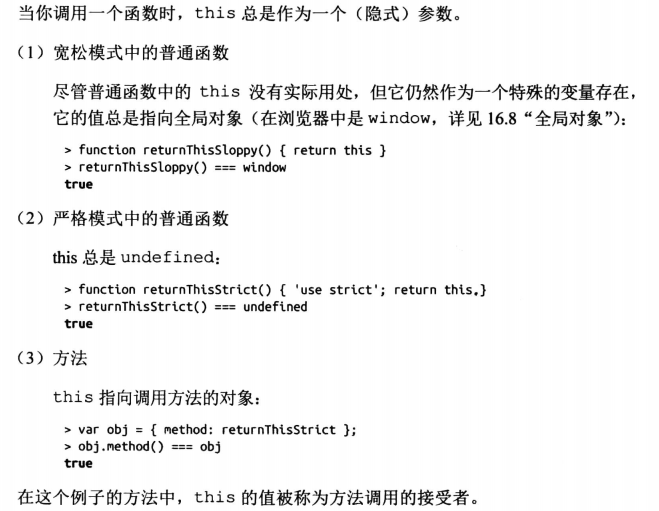 当你调用一个函数时，this 总是作为一个（隐式）参数。
（1）宽松模式中的普通函数
尽管普通函数中的 this 没有实际用处，但它仍然作为一个特殊的变量存在，
它的值总是指向全局对象（在浏览器中是 window，详见 16.8 “全局对象”）：
> function returnThisSloppy() { return this }
> returnThisSloppy() === window
true
（2）严格模式中的普通函数
this 总是 undefined：
> function returnThisStrict() { 'use strict'; return this.}
> returnThisStrict() === undefined
true
（3）方法
this 指向调用方法的对象：
> var obj = { method: returnThisStrict };
> obj.method() === obj
true
在这个例子的方法中，this 的值被称为方法调用的接受者。